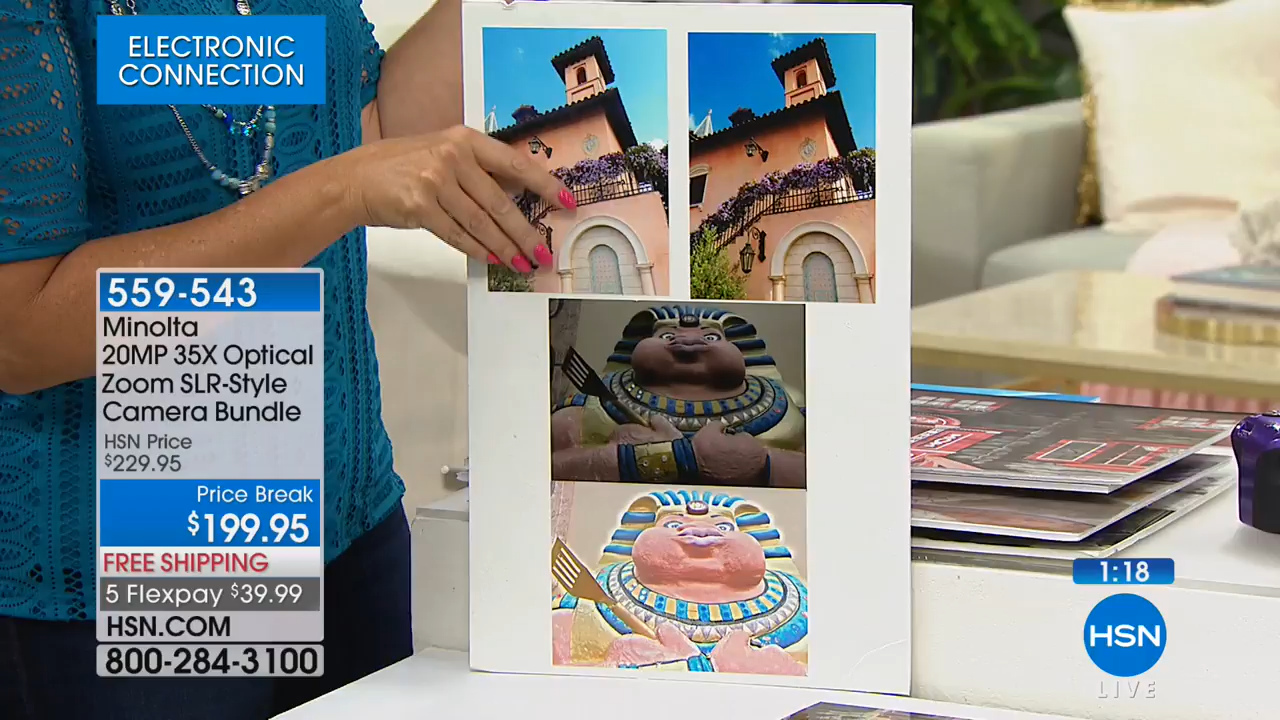 ELECTRONIC
CONNECTION
559-543
Minolta
20MP 35X Optical
Zoom SLR-Style
Camera Bundle
HSN Price
$229.95
Price Break
$199.95
FREE SHIPPING
5 Flexpay $39.99
HSN.COM
800-284-3100
1:18
HSN
LIVE